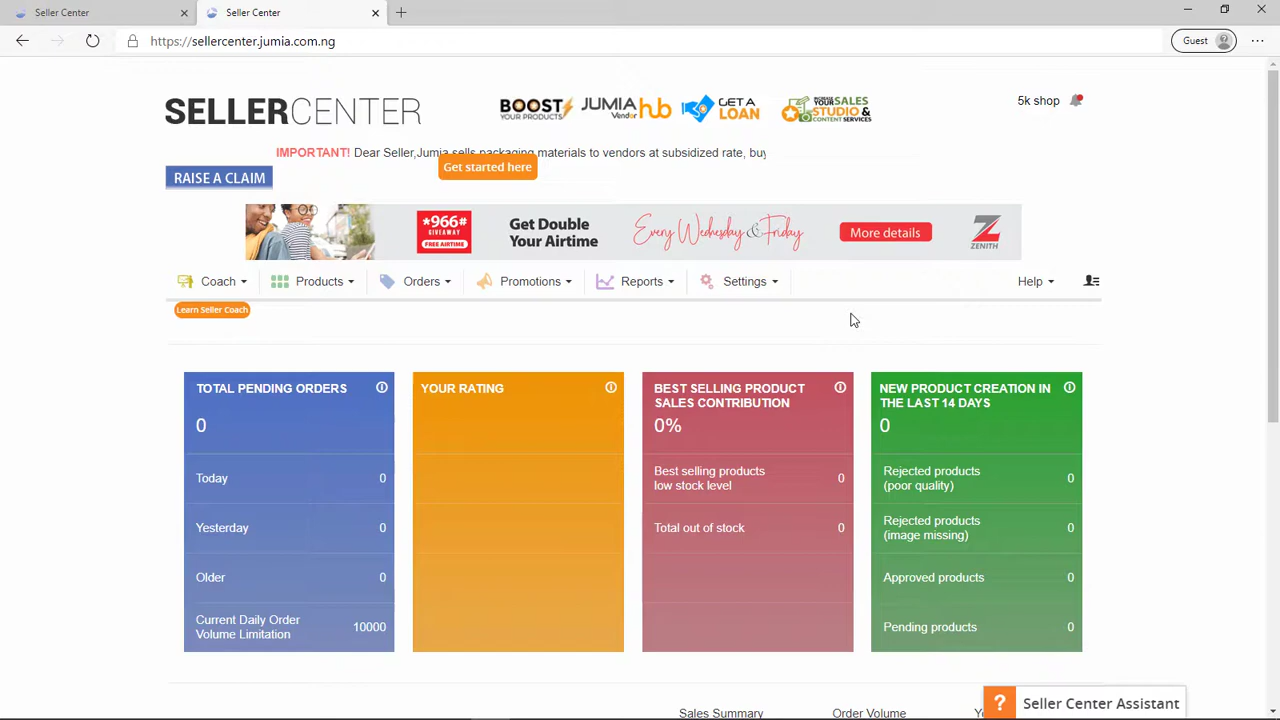 Seller Center
Seller Center
https://sellercenter.jumia.com.ng
Guest
SELLERCENTER
BOOST
YOUR PRODUCTS
JUMIA hub
Vendor
GET A
LOAN
INCREASE
YOUR SALES
STUDIO &
CONTENT SERVICES
5k shop
IMPORTANT! Dear Seller,Jumia sells packaging materials to vendors at subsidized rate, buy
Get started here
RAISE A CLAIM
*966#
GIVEAWAY
FREE AIRTIME
Get Double
Your Airtime
Every Wednesday & Friday
More details
ZENITH
Coach
Products
Orders
Promotions
Reports
Settings
Help
Learn Seller Coach
TOTAL PENDING ORDERS
0
Today 0
Yesterday 0
Older 0
Current Daily Order
Volume Limitation 10000
YOUR RATING
BEST SELLING PRODUCT
SALES CONTRIBUTION
0%
Best selling products
low stock level 0
Total out of stock 0
NEW PRODUCT CREATION IN
THE LAST 14 DAYS
0
Rejected products
(poor quality) 0
Rejected products
(image missing) 0
Approved products 0
Pending products 0
? Seller Center Assistant
Sales Summary
Order Volume